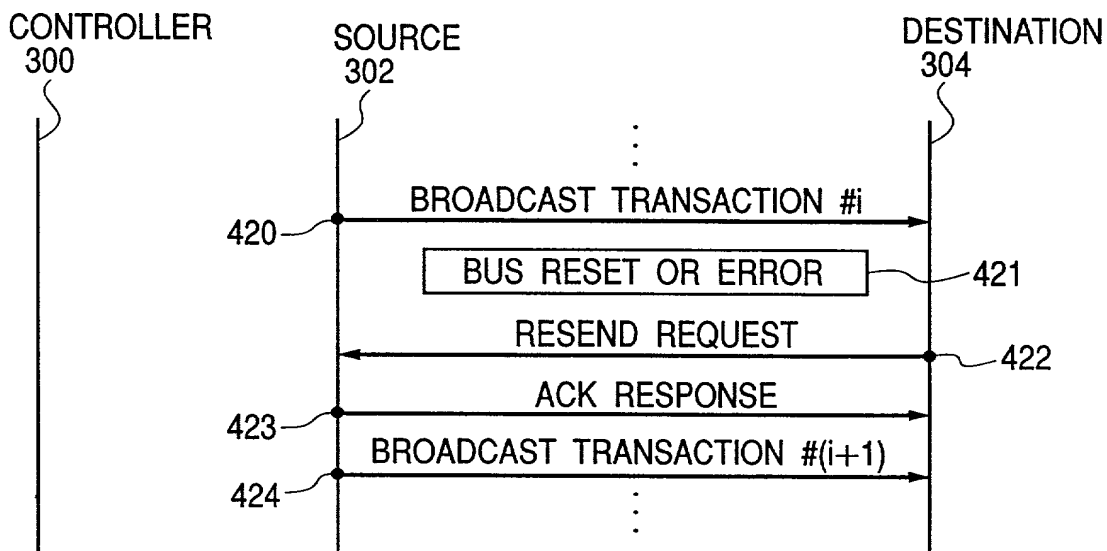 CONTROLLER
300
SOURCE
302
DESTINATION
304
BROADCAST TRANSACTION #i
420
BUS RESET OR ERROR
421
RESEND REQUEST
422
ACK RESPONSE
423
BROADCAST TRANSACTION #(i+1)
424